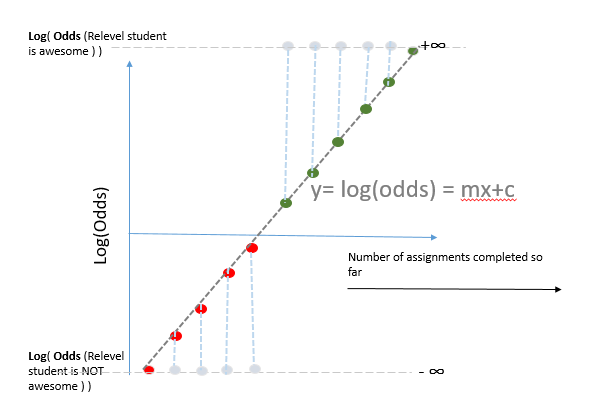 Log( Odds (Relevel student
is awesome ) )
+∞
Log(Odds)
y= log(odds) = mx+c
Number of assignments completed so
far
Log( Odds (Relevel
student is NOT
awesome ) )
- ∞